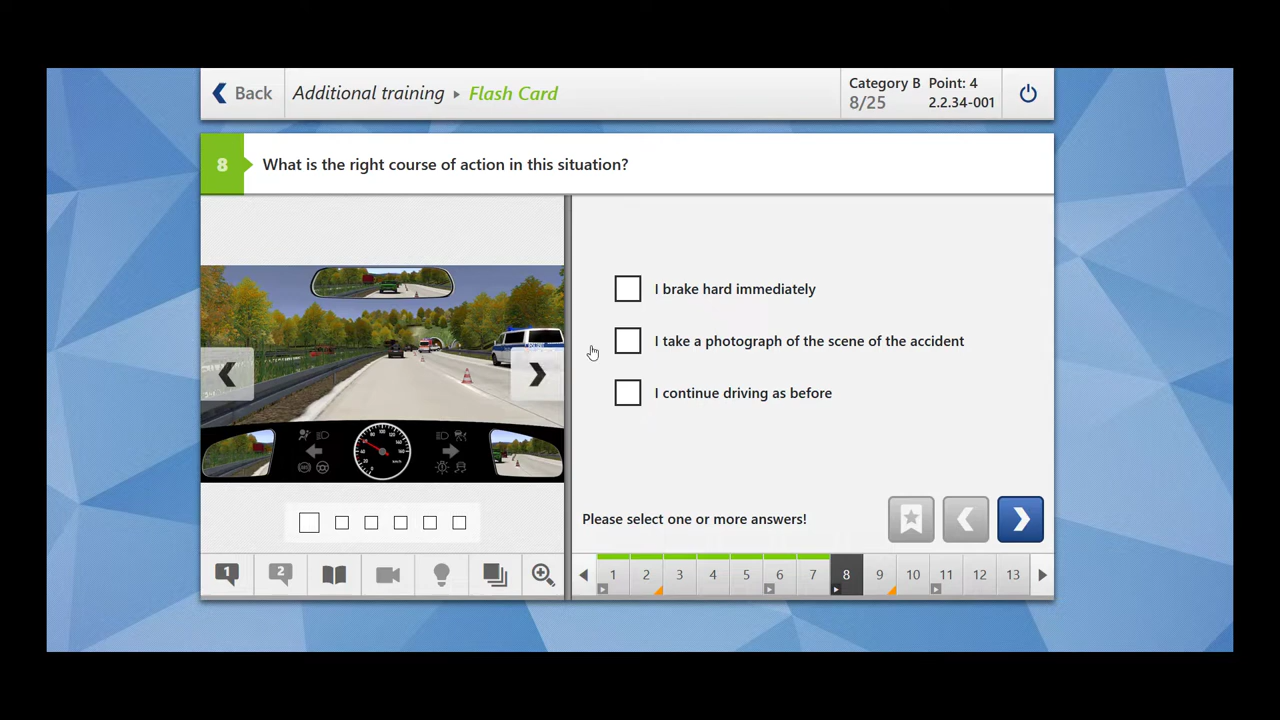 Back
Additional training ▸ Flash Card
Category B Point: 4
8/25 2.2.34-001
8 What is the right course of action in this situation?
I brake hard immediately
I take a photograph of the scene of the accident
I continue driving as before
Please select one or more answers!
1 2
1 2 3 4 5 6 7 8 9 10 11 12 13